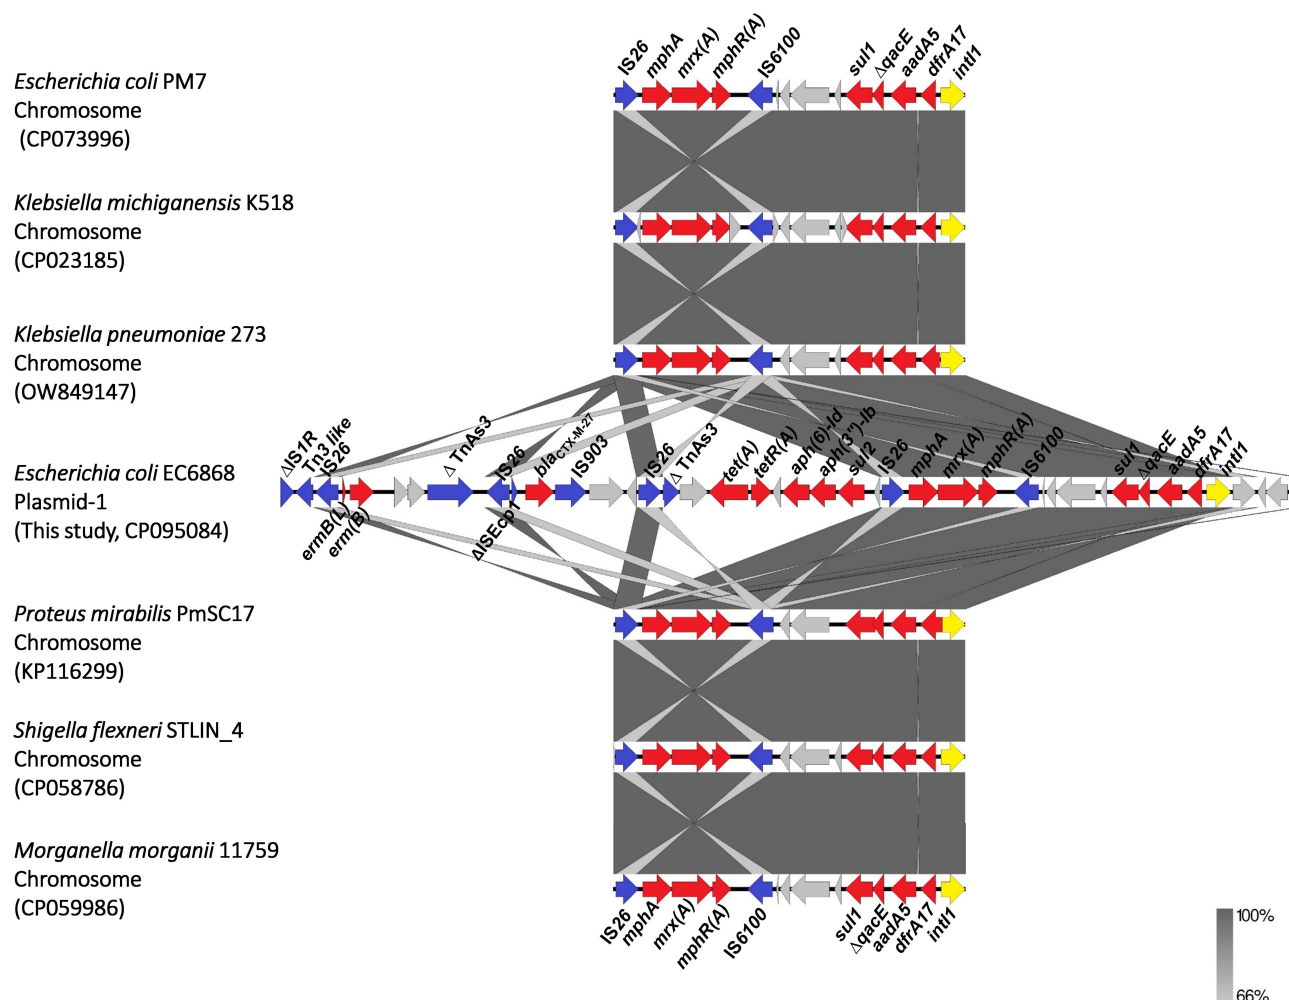 IS26 mphA mrx(A) mphR(A) IS6100 sul1 ΔqacE aadA5 dfrA17 intI1
Escherichia coli PM7
Chromosome
(CP073996)
Klebsiella michiganensis K518
Chromosome
(CP023185)
Klebsiella pneumoniae 273
Chromosome
(OW849147)
ΔIS1R Tn3 like IS26 Δ TnAs3 IS26 blaCTX-M-27 IS903 IS26 Δ TnAs3 tet(A) tetR(A) aph(6)-Id aph(3")-Ib sul2 IS26 mphA mrx(A) mphR(A) IS6100 sul1 ΔqacE aadA5 dfrA17 intI1
Escherichia coli EC6868
Plasmid-1
(This study, CP095084)
ermB(L) erm(B) ΔISEcp1
Proteus mirabilis PmSC17
Chromosome
(KP116299)
Shigella flexneri STLIN_4
Chromosome
(CP058786)
Morganella morganii 11759
Chromosome
(CP059986)
IS26 mphA mrx(A) mphR(A) IS6100 sul1 ΔqacE aadA5 dfrA17 intI1
100%
66%